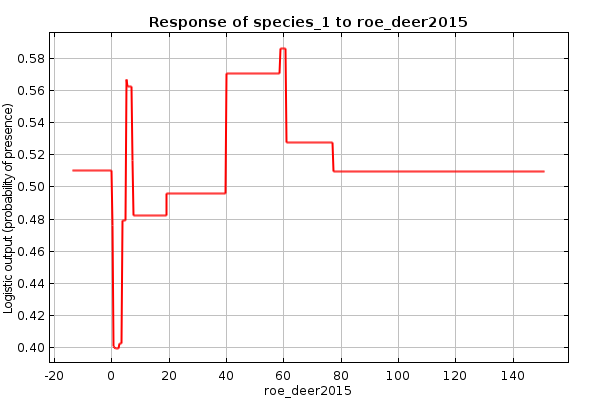 Response of species_1 to roe_deer2015
Logistic output (probability of presence)
0.58
0.56
0.54
0.52
0.50
0.48
0.46
0.44
0.42
0.40
-20 0 20 40 60 80 100 120 140
roe_deer2015